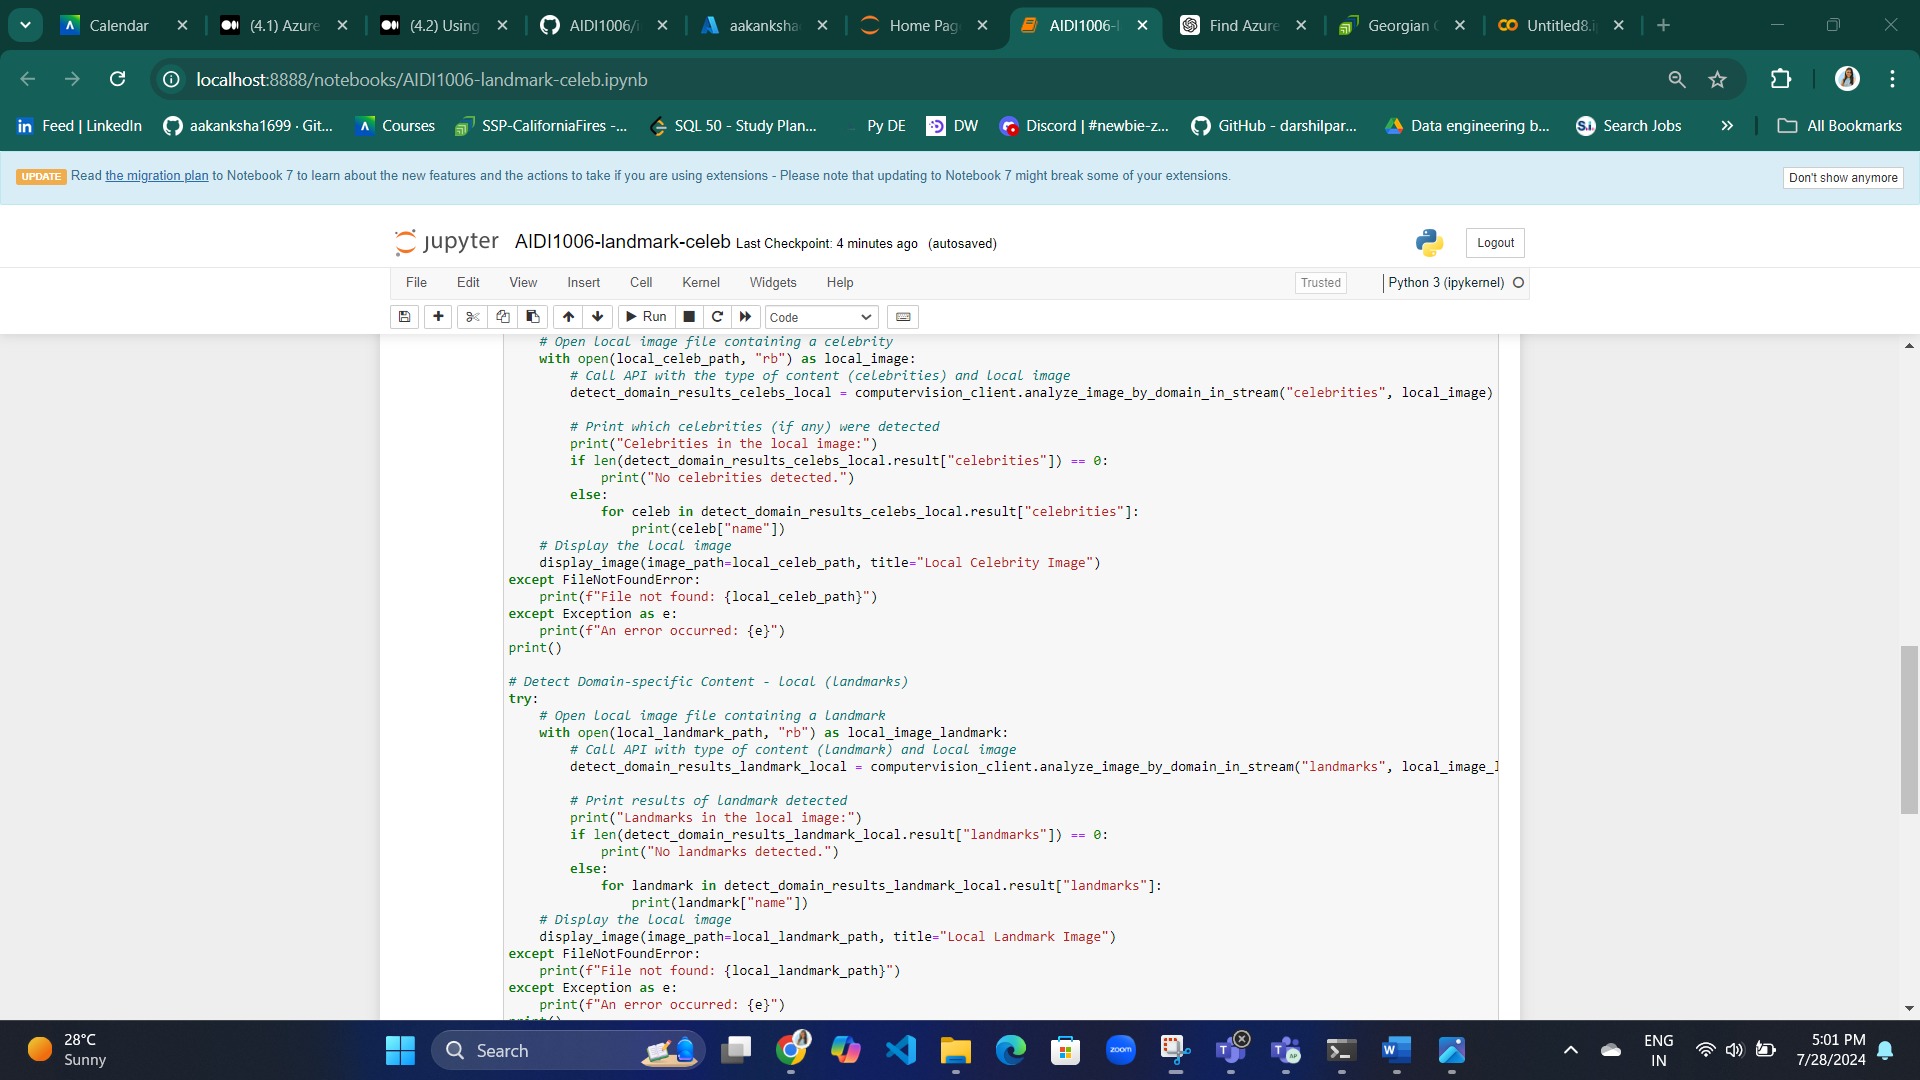 Calendar
(4.1) Azure
(4.2) Using
AIDI1006/i
aakanksha
Home Page
AIDI1006-l
Find Azure
Georgian C
Untitled8.i
localhost:8888/notebooks/AIDI1006-landmark-celeb.ipynb
Feed | LinkedIn
aakanksha1699 · Git...
Courses
SSP-CaliforniaFires -...
SQL 50 - Study Plan...
Py DE
DW
Discord | #newbie-z...
GitHub - darshilpar...
Data engineering b...
S.i.
Search Jobs
All Bookmarks
UPDATE Read the migration plan to Notebook 7 to learn about the new features and the actions to take if you are using extensions - Please note that updating to Notebook 7 might break some of your extensions.
Don't show anymore
jupyter AIDI1006-landmark-celeb Last Checkpoint: 4 minutes ago (autosaved)
Logout
File Edit View Insert Cell Kernel Widgets Help
Trusted
Python 3 (ipykernel)
Run
Code
# Open local image file containing a celebrity
with open(local_celeb_path, "rb") as local_image:
# Call API with the type of content (celebrities) and local image
detect_domain_results_celebs_local = computervision_client.analyze_image_by_domain_in_stream("celebrities", local_image)
# Print which celebrities (if any) were detected
print("Celebrities in the local image:")
if len(detect_domain_results_celebs_local.result["celebrities"]) == 0:
print("No celebrities detected.")
else:
for celeb in detect_domain_results_celebs_local.result["celebrities"]:
print(celeb["name"])
# Display the local image
display_image(image_path=local_celeb_path, title="Local Celebrity Image")
except FileNotFoundError:
print(f"File not found: {local_celeb_path}")
except Exception as e:
print(f"An error occurred: {e}")
print()
# Detect Domain-specific Content - local (landmarks)
try:
# Open local image file containing a landmark
with open(local_landmark_path, "rb") as local_image_landmark:
# Call API with type of content (landmark) and local image
detect_domain_results_landmark_local = computervision_client.analyze_image_by_domain_in_stream("landmarks", local_image_l
# Print results of landmark detected
print("Landmarks in the local image:")
if len(detect_domain_results_landmark_local.result["landmarks"]) == 0:
print("No landmarks detected.")
else:
for landmark in detect_domain_results_landmark_local.result["landmarks"]:
print(landmark["name"])
# Display the local image
display_image(image_path=local_landmark_path, title="Local Landmark Image")
except FileNotFoundError:
print(f"File not found: {local_landmark_path}")
except Exception as e:
print(f"An error occurred: {e}")
print()
28°C
Sunny
Search
zoom
ENG
IN
5:01 PM
7/28/2024